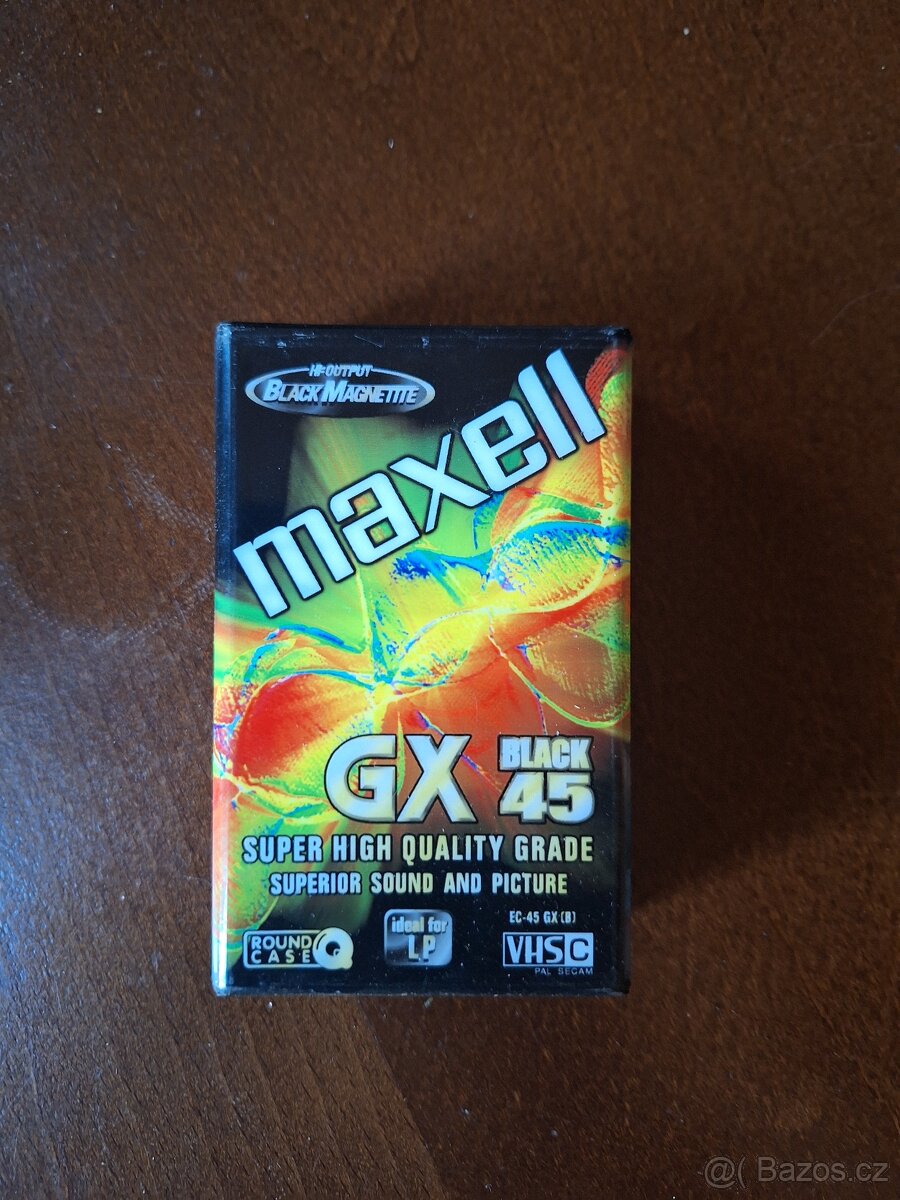 HI-OUTPUT
BLACK MAGNETITE
maxell
GX BLACK 45
SUPER HIGH QUALITY GRADE
SUPERIOR SOUND AND PICTURE
EC-45 GX (B)
ROUND CASE
ideal for LP
VHS C
PAL SECAM
@( Bazos.cz